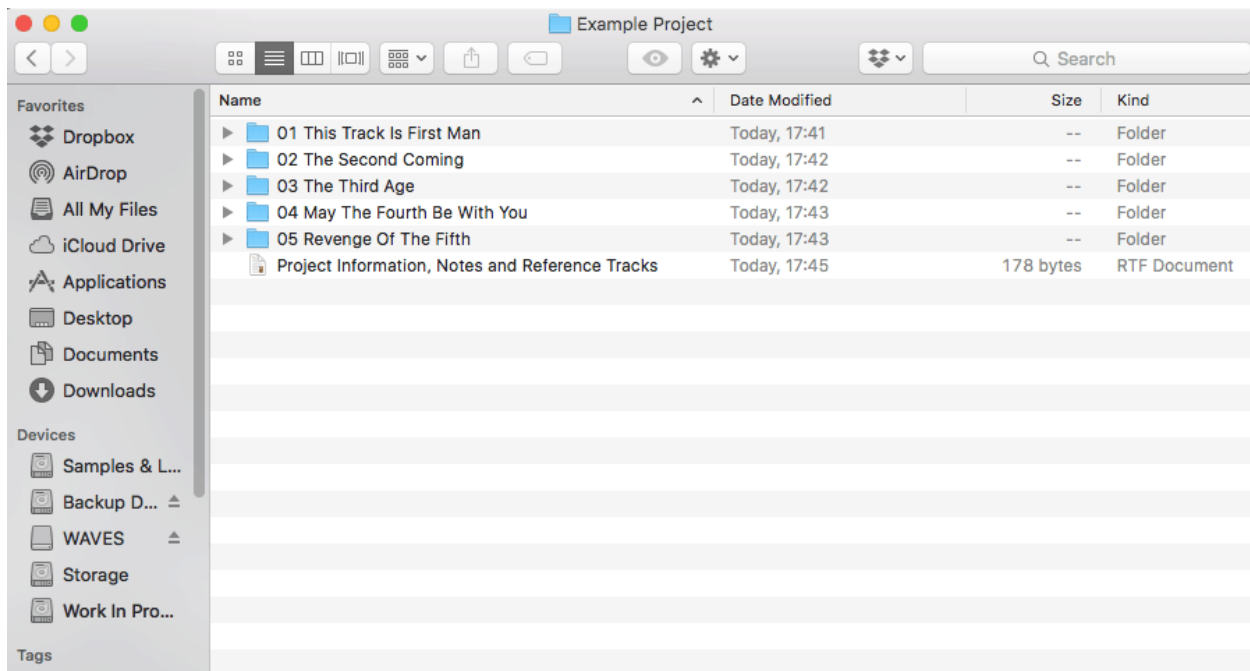 Example Project
Search
Favorites
Dropbox
AirDrop
All My Files
iCloud Drive
Applications
Desktop
Documents
Downloads
Devices
Samples & L...
Backup D...
WAVES
Storage
Work In Pro...
Tags
Name Date Modified Size Kind
01 This Track Is First Man Today, 17:41 -- Folder
02 The Second Coming Today, 17:42 -- Folder
03 The Third Age Today, 17:42 -- Folder
04 May The Fourth Be With You Today, 17:43 -- Folder
05 Revenge Of The Fifth Today, 17:43 -- Folder
Project Information, Notes and Reference Tracks Today, 17:45 178 bytes RTF Document